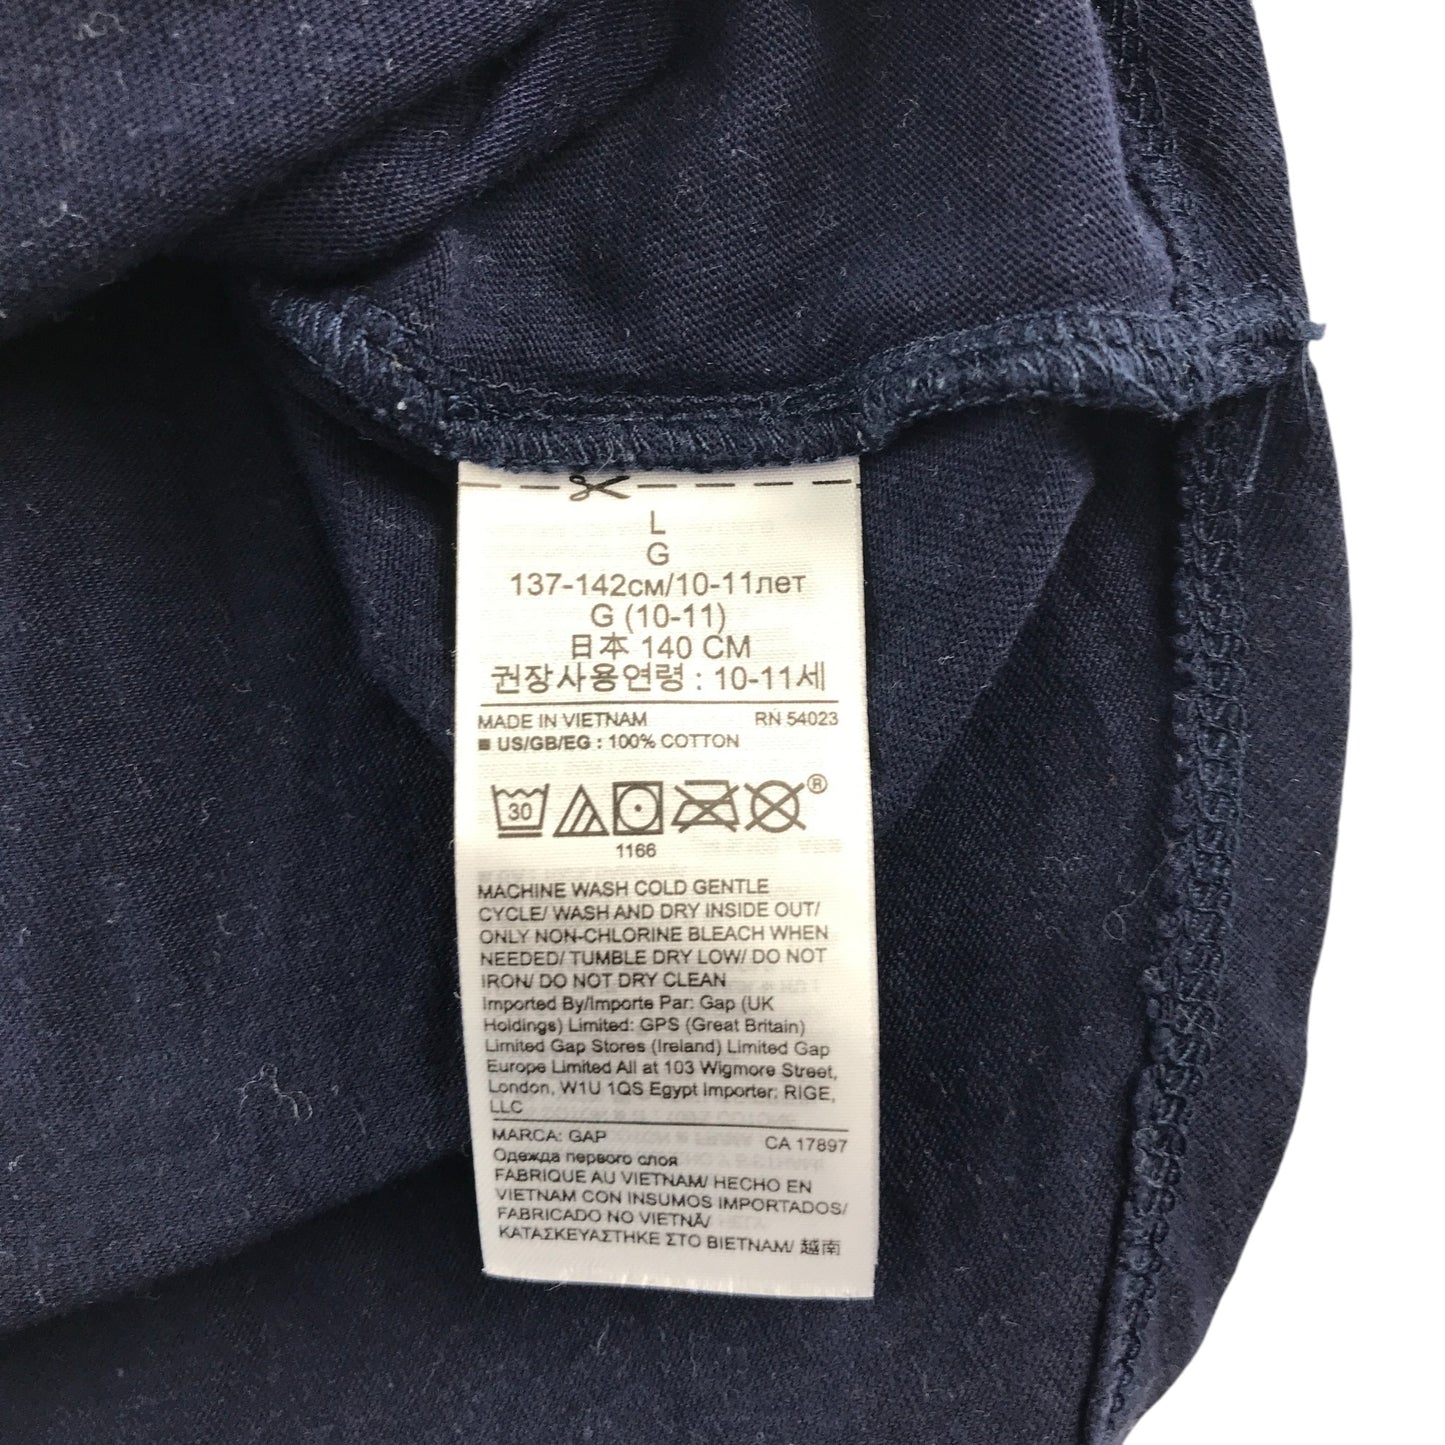 L
G
137-142см/10-11лет
G (10-11)
日本 140 CM
권장사용연령 : 10-11세
MADE IN VIETNAM RN 54023
■ US/GB/EG : 100% COTTON
30 ®
1166
MACHINE WASH COLD GENTLE
CYCLE/ WASH AND DRY INSIDE OUT/
ONLY NON-CHLORINE BLEACH WHEN
NEEDED/ TUMBLE DRY LOW/ DO NOT
IRON/ DO NOT DRY CLEAN
Imported By/Importe Par: Gap (UK
Holdings) Limited: GPS (Great Britain)
Limited Gap Stores (Ireland) Limited Gap
Europe Limited All at 103 Wigmore Street,
London, W1U 1QS Egypt Importer: RIGE,
LLC
MARCA: GAP CA 17897
Одежда первого слоя
FABRIQUE AU VIETNAM/ HECHO EN
VIETNAM CON INSUMOS IMPORTADOS/
FABRICADO NO VIETNÃ/
ΚΑΤΑΣΚΕΥΑΣΤΗΚΕ ΣΤΟ ΒΙΕΤΝΑΜ/ 越南